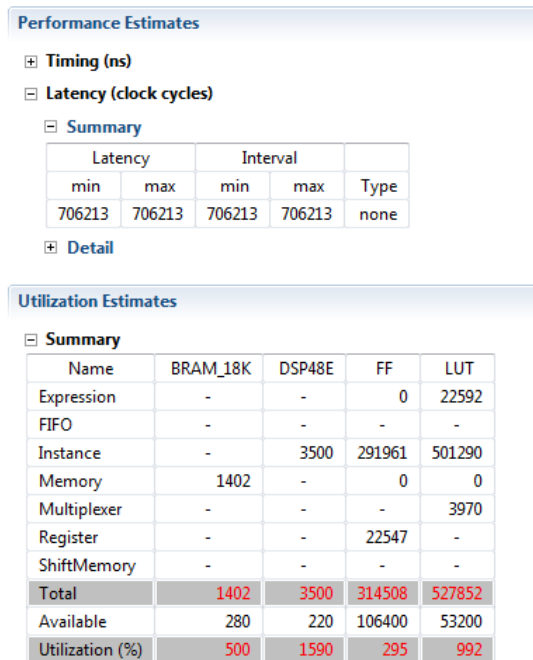 Performance Estimates
Timing (ns)
Latency (clock cycles)
Summary
Latency Interval
min max min max Type
706213 706213 706213 706213 none
Detail
Utilization Estimates
Summary
Name BRAM_18K DSP48E FF LUT
Expression - - 0 22592
FIFO - - - -
Instance - 3500 291961 501290
Memory 1402 - 0 0
Multiplexer - - - 3970
Register - - 22547 -
ShiftMemory - - - -
Total 1402 3500 314508 527852
Available 280 220 106400 53200
Utilization (%) 500 1590 295 992